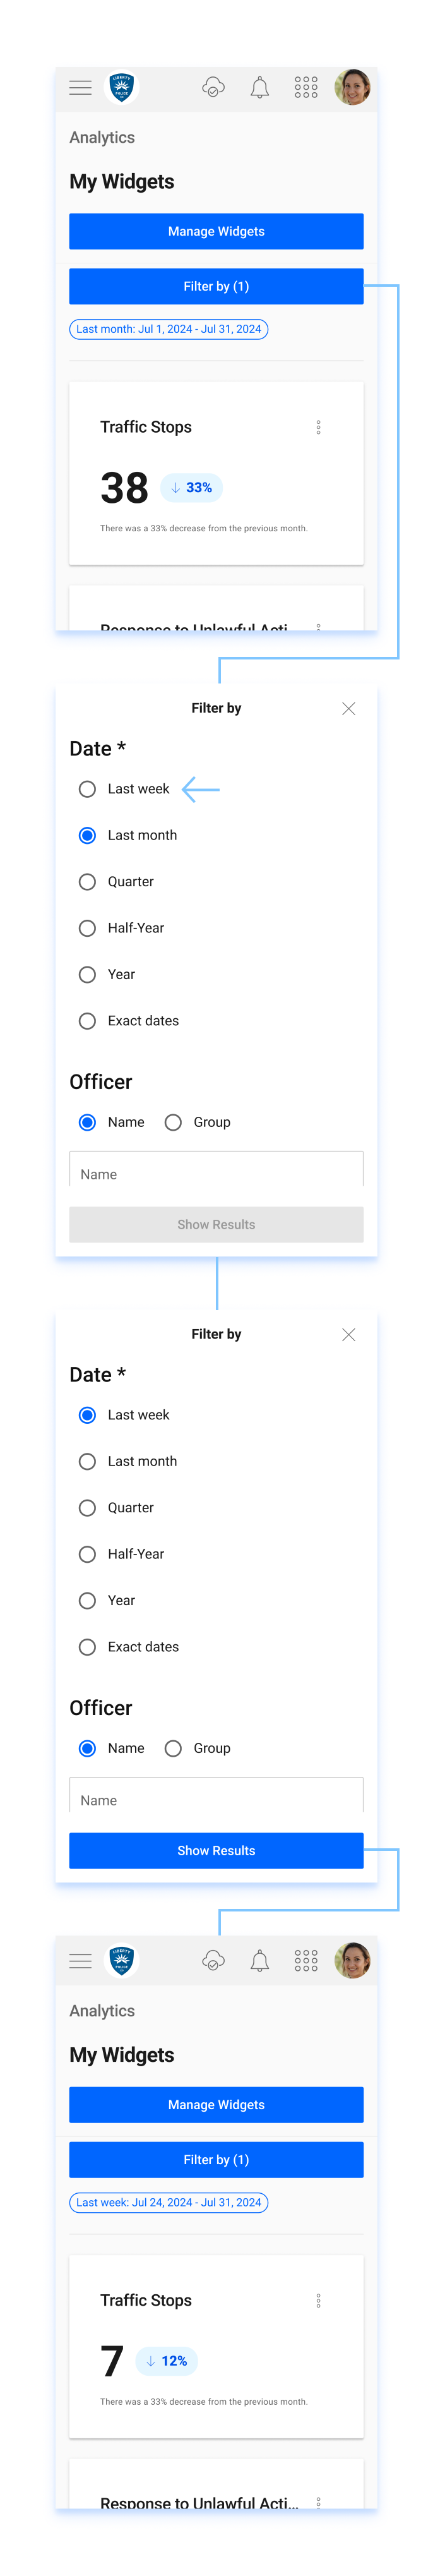 LIBERTY
POLICE
Analytics
My Widgets
Manage Widgets
Filter by (1)
Last month: Jul 1, 2024 - Jul 31, 2024
Traffic Stops
38
33%
There was a 33% decrease from the previous month.
Response to Unlawful Acti
Filter by
Date *
Last week
Last month
Quarter
Half-Year
Year
Exact dates
Officer
Name Group
Name
Show Results
Filter by
Date *
Last week
Last month
Quarter
Half-Year
Year
Exact dates
Officer
Name Group
Name
Show Results
LIBERTY
POLICE
Analytics
My Widgets
Manage Widgets
Filter by (1)
Last week: Jul 24, 2024 - Jul 31, 2024
Traffic Stops
7
12%
There was a 33% decrease from the previous month.
Response to Unlawful Acti...